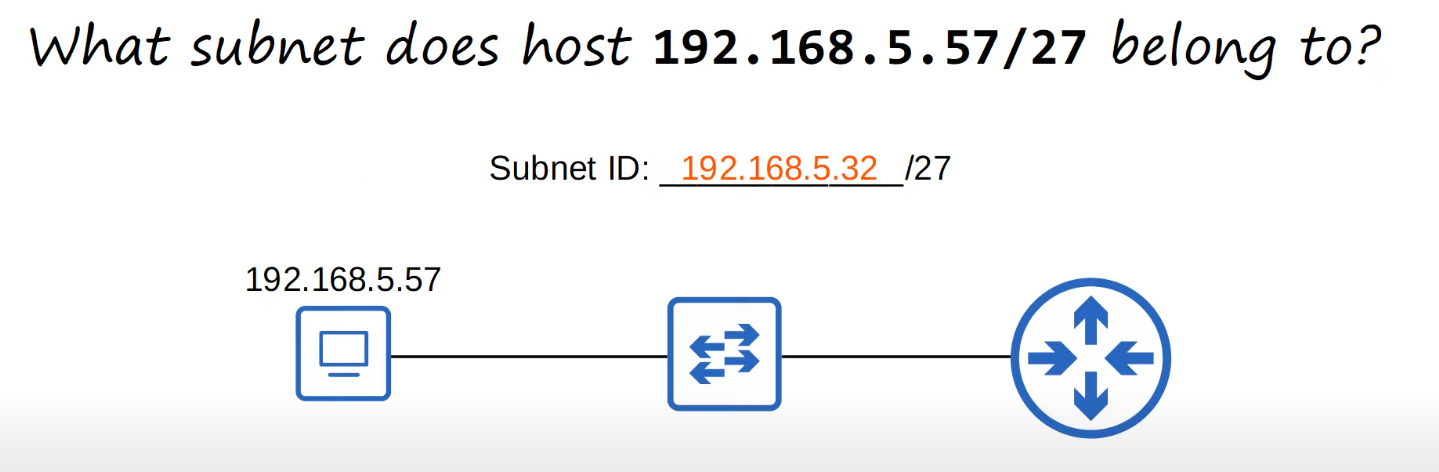 What subnet does host 192.168.5.57/27 belong to?
Subnet ID: 192.168.5.32 /27
192.168.5.57